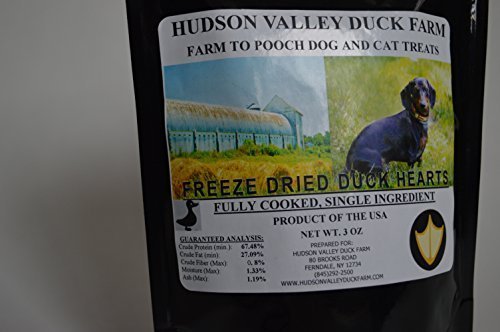 HUDSON VALLEY DUCK FARM
FARM TO POOCH DOG AND CAT TREATS
FREEZE DRIED DUCK HEARTS
FULLY COOKED, SINGLE INGREDIENT
PRODUCT OF THE USA
NET WT. 3 OZ
GUARANTEED ANALYSIS:
Crude Protein (min.): 67.48%
Crude Fat (min): 27.09%
Crude Fiber (Max) 0, 8%
Moisture (Max) 1.33%
Ash (Max) 1.19%
PREPARED FOR:
HUDSON VALLEY DUCK FARM
80 BROOKS ROAD
FERNDALE, NY 12734
(845)292-2500
WWW.HUDSONVALLEYDUCKFARM.COM